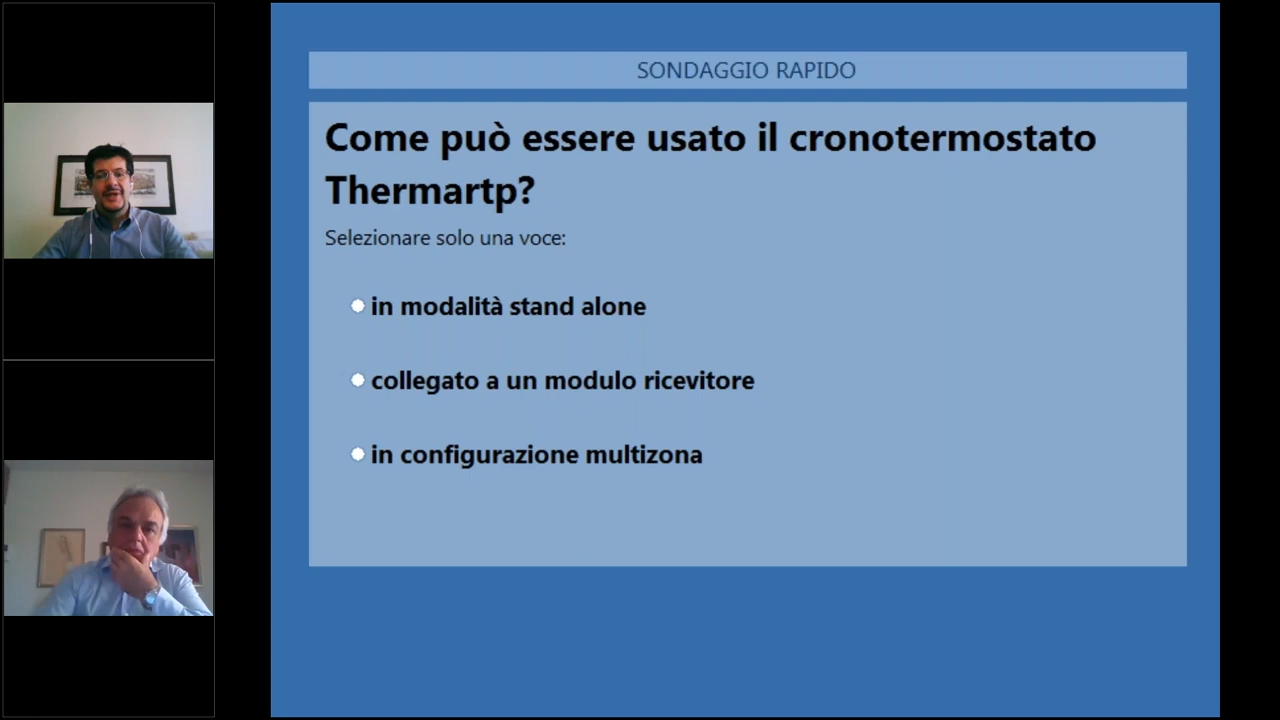 SONDAGGIO RAPIDO
Come può essere usato il cronotermostato
Thermartp?
Selezionare solo una voce:
in modalità stand alone
collegato a un modulo ricevitore
in configurazione multizona